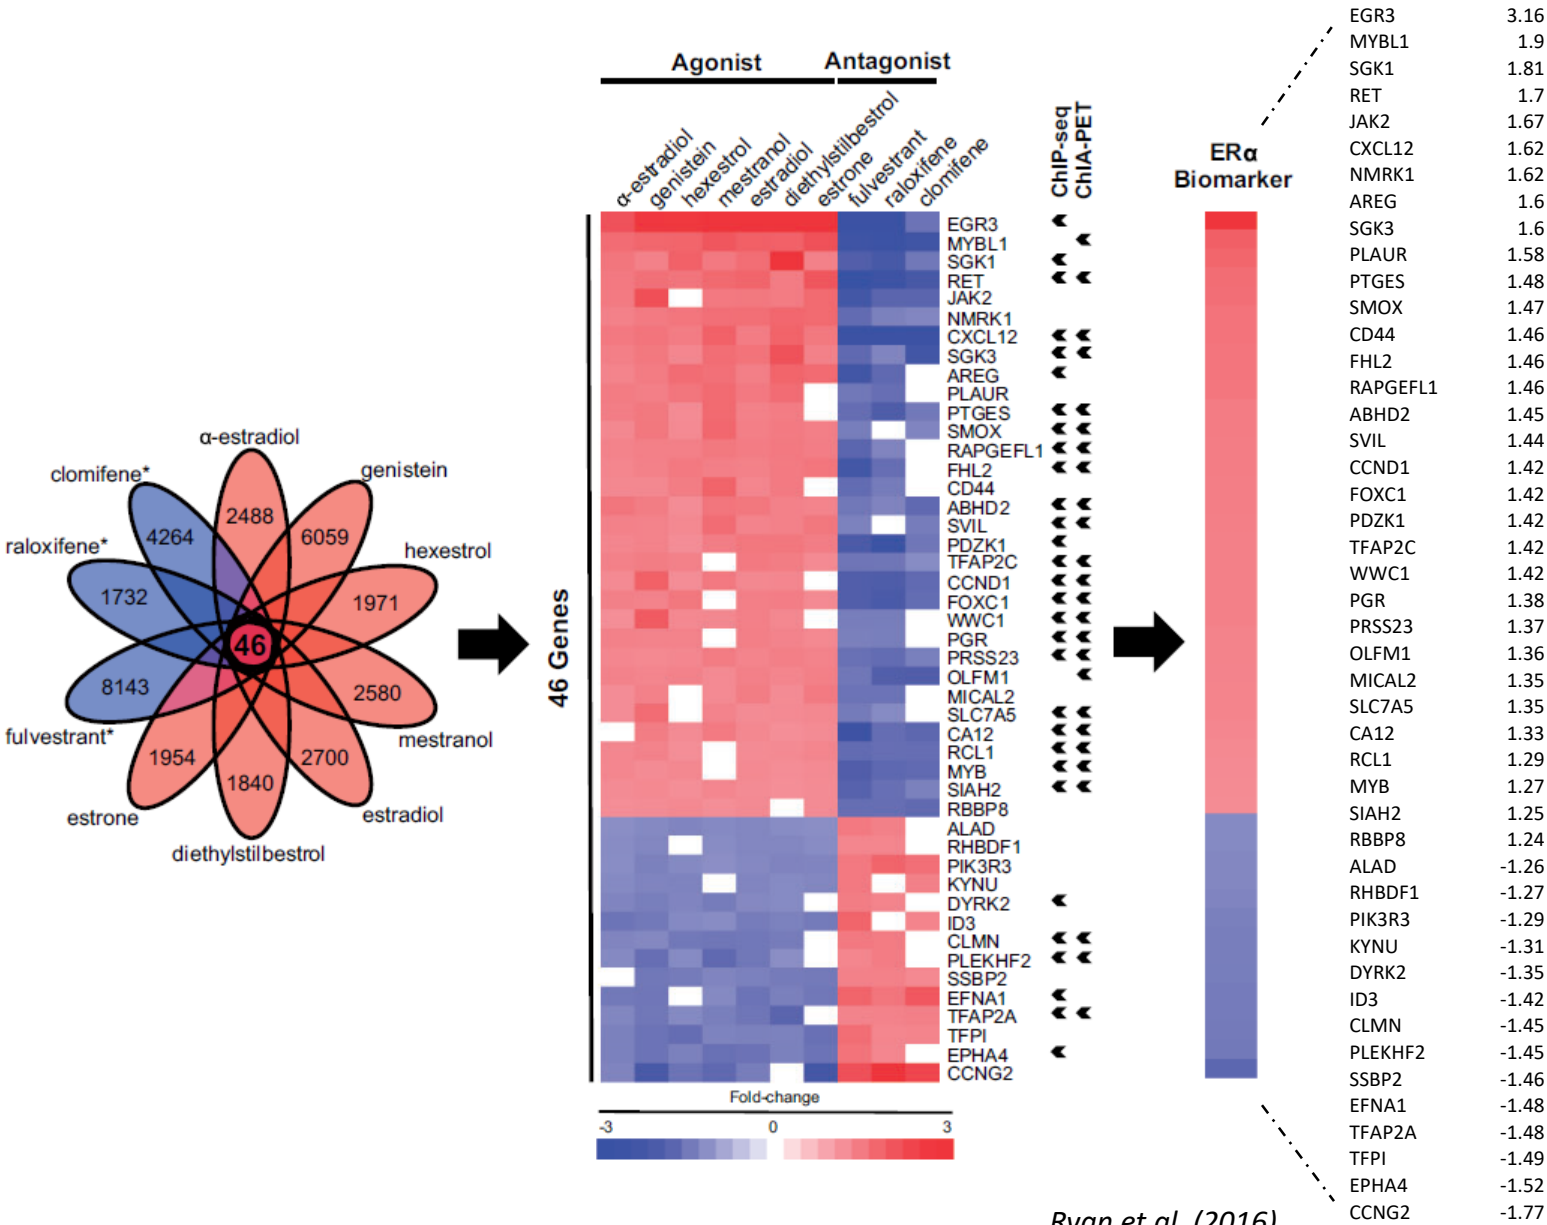 α-estradiol
clomifene*
genistein
raloxifene*
hexestrol
fulvestrant*
mestranol
estrone
estradiol
diethylstilbestrol
2488
4264
6059
1732
1971
46
8143
2580
1954
2700
1840
Agonist
Antagonist
α-estradiol
genistein
hexestrol
mestranol
estradiol
diethylstilbestrol
estrone
fulvestrant
raloxifene
clomifene
ChIP-seq
ChIA-PET
46 Genes
EGR3
MYBL1
SGK1
RET
JAK2
NMRK1
CXCL12
SGK3
AREG
PLAUR
PTGES
SMOX
RAPGEFL1
FHL2
CD44
ABHD2
SVIL
PDZK1
TFAP2C
CCND1
FOXC1
WWC1
PGR
PRSS23
OLFM1
MICAL2
SLC7A5
CA12
RCL1
MYB
SIAH2
RBBP8
ALAD
RHBDF1
PIK3R3
KYNU
DYRK2
ID3
CLMN
PLEKHF2
SSBP2
EFNA1
TFAP2A
TFPI
EPHA4
CCNG2
Fold-change
-3 0 3
ERα
Biomarker
EGR3 3.16
MYBL1 1.9
SGK1 1.81
RET 1.7
JAK2 1.67
CXCL12 1.62
NMRK1 1.62
AREG 1.6
SGK3 1.6
PLAUR 1.58
PTGES 1.48
SMOX 1.47
CD44 1.46
FHL2 1.46
RAPGEFL1 1.46
ABHD2 1.45
SVIL 1.44
CCND1 1.42
FOXC1 1.42
PDZK1 1.42
TFAP2C 1.42
WWC1 1.42
PGR 1.38
PRSS23 1.37
OLFM1 1.36
MICAL2 1.35
SLC7A5 1.35
CA12 1.33
RCL1 1.29
MYB 1.27
SIAH2 1.25
RBBP8 1.24
ALAD -1.26
RHBDF1 -1.27
PIK3R3 -1.29
KYNU -1.31
DYRK2 -1.35
ID3 -1.42
CLMN -1.45
PLEKHF2 -1.45
SSBP2 -1.46
EFNA1 -1.48
TFAP2A -1.48
TFPI -1.49
EPHA4 -1.52
CCNG2 -1.77
Ryan et al. (2016)